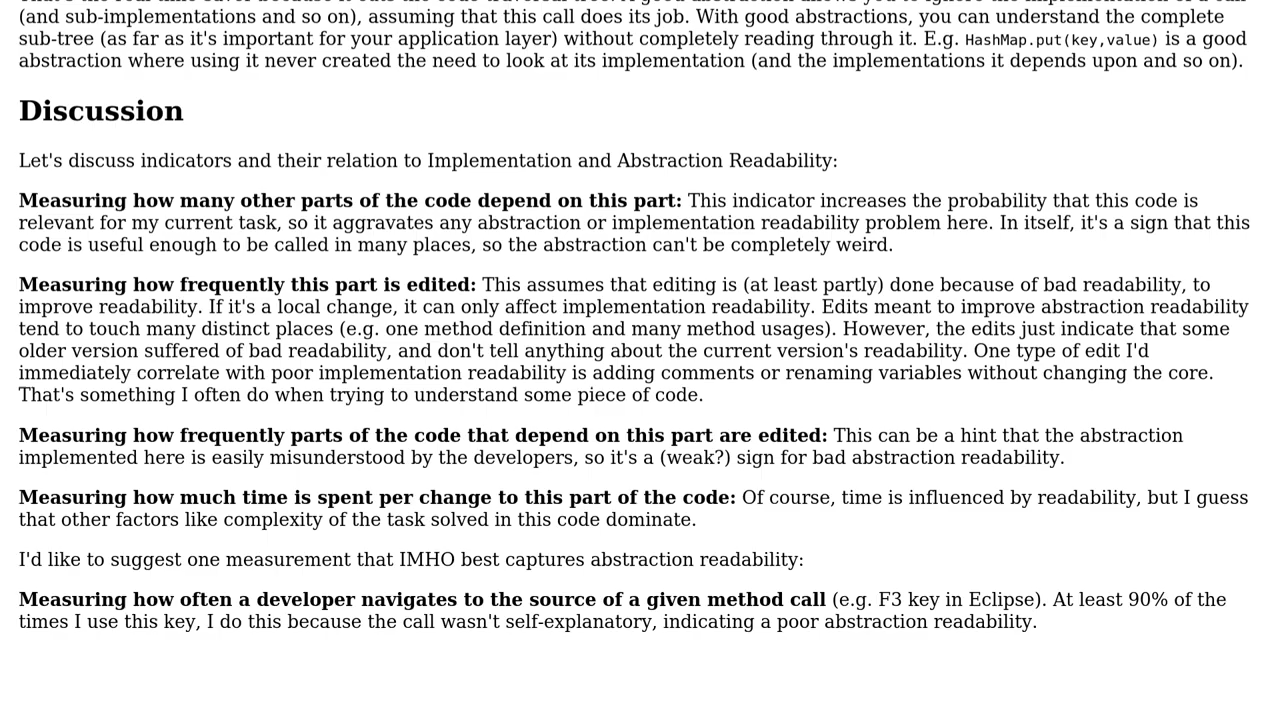 (and sub-implementations and so on), assuming that this call does its job. With good abstractions, you can understand the complete
sub-tree (as far as it's important for your application layer) without completely reading through it. E.g. HashMap.put(key,value) is a good
abstraction where using it never created the need to look at its implementation (and the implementations it depends upon and so on).
Discussion
Let's discuss indicators and their relation to Implementation and Abstraction Readability:
Measuring how many other parts of the code depend on this part: This indicator increases the probability that this code is
relevant for my current task, so it aggravates any abstraction or implementation readability problem here. In itself, it's a sign that this
code is useful enough to be called in many places, so the abstraction can't be completely weird.
Measuring how frequently this part is edited: This assumes that editing is (at least partly) done because of bad readability, to
improve readability. If it's a local change, it can only affect implementation readability. Edits meant to improve abstraction readability
tend to touch many distinct places (e.g. one method definition and many method usages). However, the edits just indicate that some
older version suffered of bad readability, and don't tell anything about the current version's readability. One type of edit I'd
immediately correlate with poor implementation readability is adding comments or renaming variables without changing the core.
That's something I often do when trying to understand some piece of code.
Measuring how frequently parts of the code that depend on this part are edited: This can be a hint that the abstraction
implemented here is easily misunderstood by the developers, so it's a (weak?) sign for bad abstraction readability.
Measuring how much time is spent per change to this part of the code: Of course, time is influenced by readability, but I guess
that other factors like complexity of the task solved in this code dominate.
I'd like to suggest one measurement that IMHO best captures abstraction readability:
Measuring how often a developer navigates to the source of a given method call (e.g. F3 key in Eclipse). At least 90% of the
times I use this key, I do this because the call wasn't self-explanatory, indicating a poor abstraction readability.